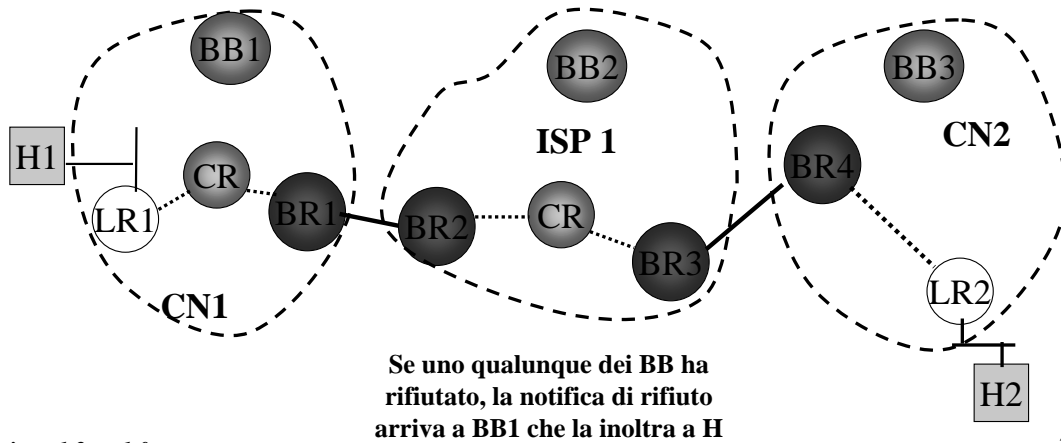 BB1
BB2
BB3
ISP 1
CN2
H1
CR
BR4
LR1
BR1
BR2
CR
BR3
LR2
CN1
Se uno qualunque dei BB ha
rifiutato, la notifica di rifiuto
arriva a BB1 che la inoltra a H
H2